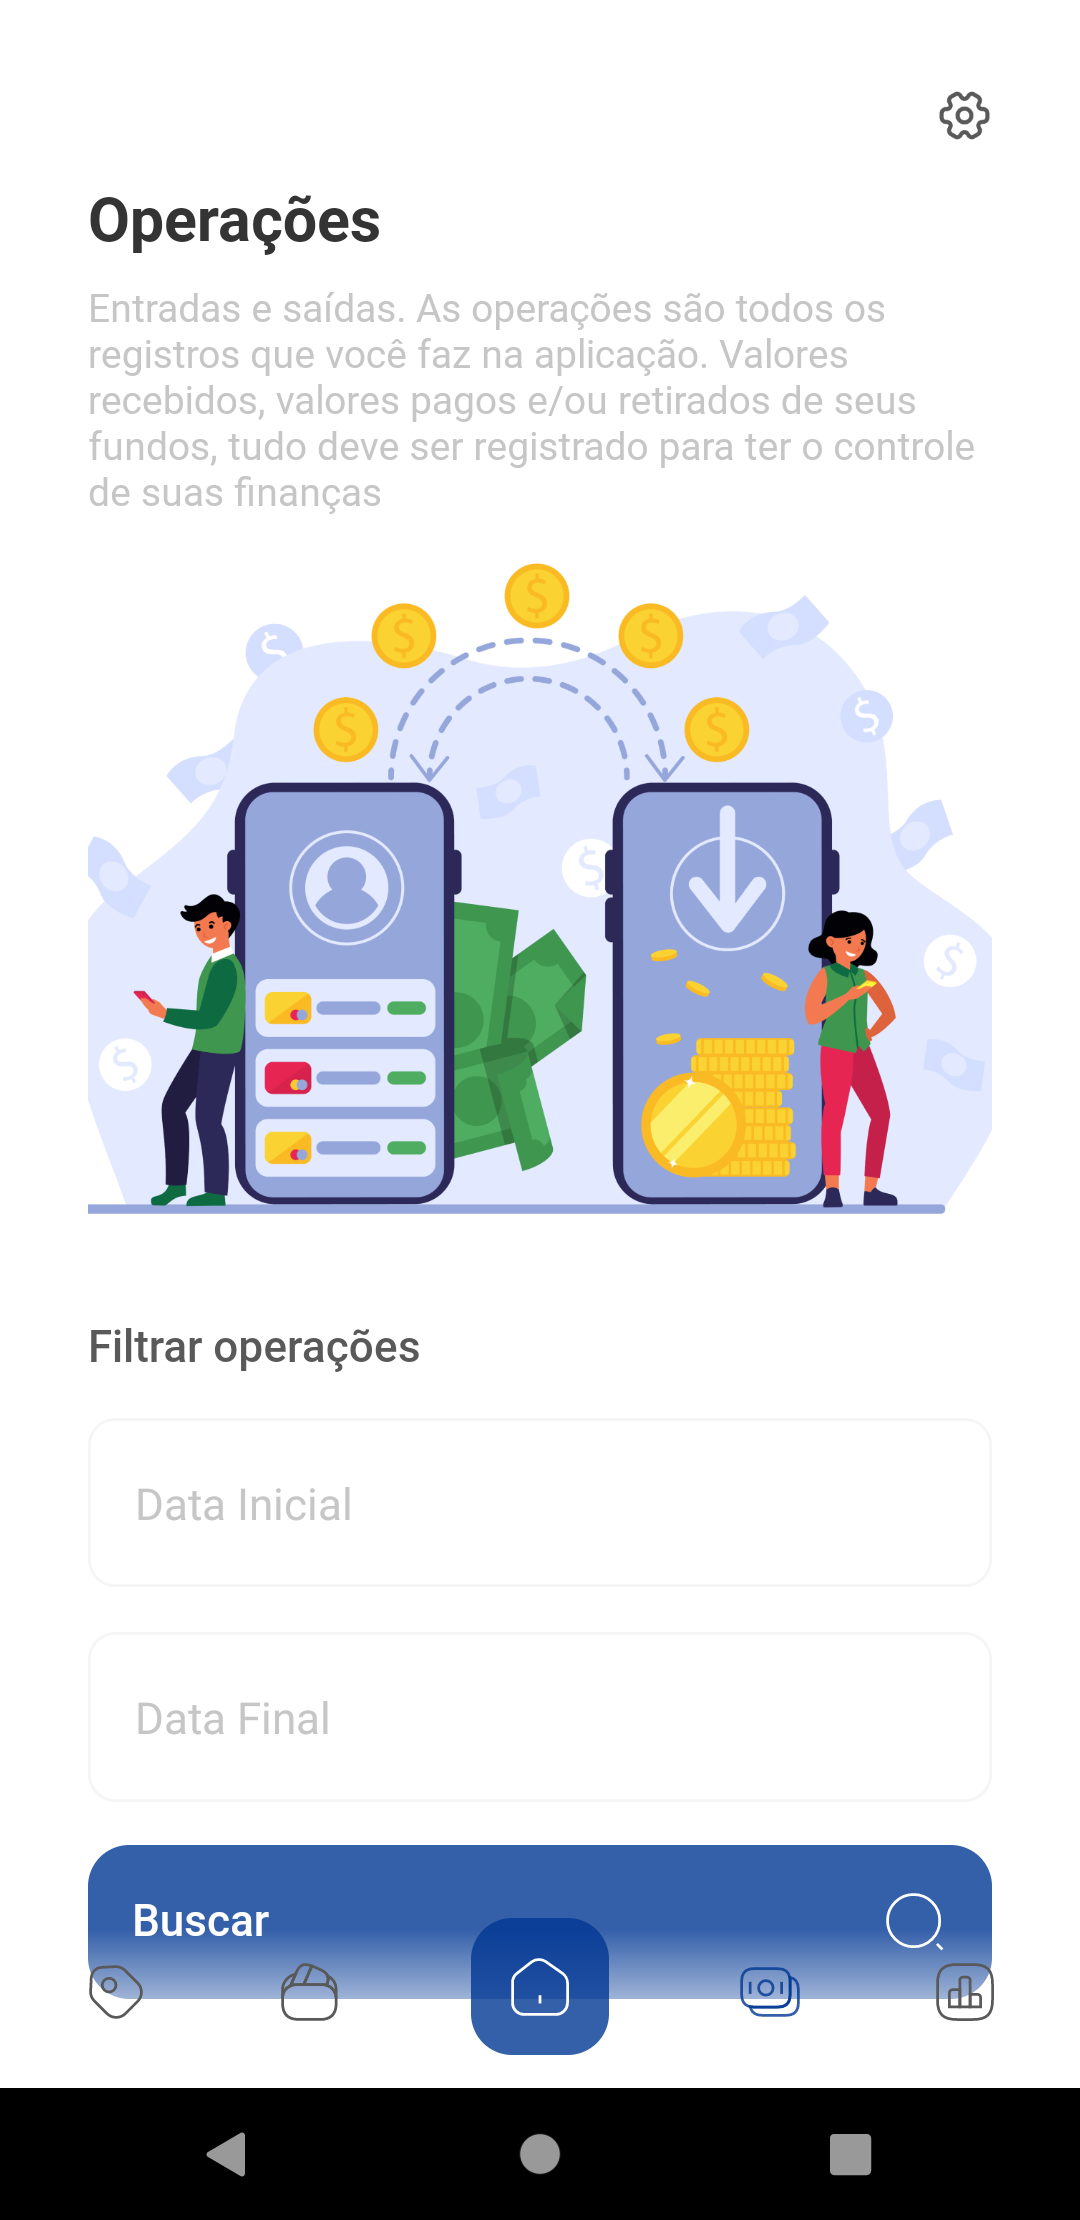 Operações
Entradas e saídas. As operações são todos os
registros que você faz na aplicação. Valores
recebidos, valores pagos e/ou retirados de seus
fundos, tudo deve ser registrado para ter o controle
de suas finanças
Filtrar operações
Data Inicial
Data Final
Buscar